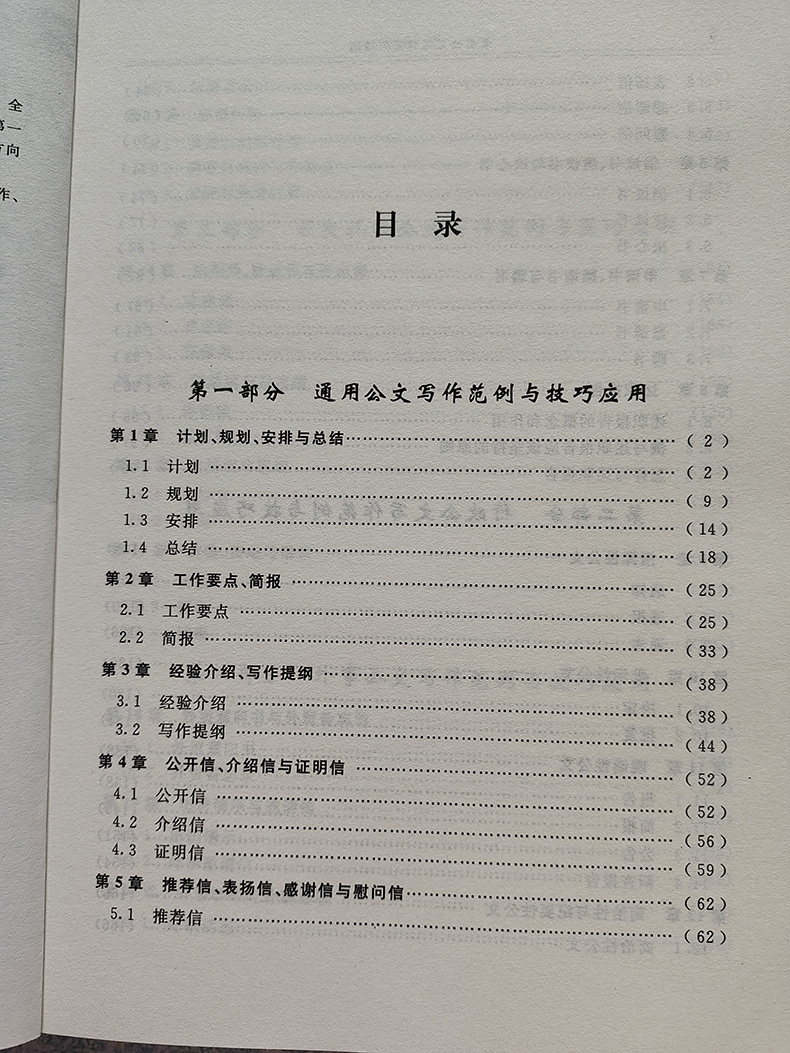 全
第一
方向
作、
目录
第一部分 通用公文写作范例与技巧应用
第1章 计划、规划、安排与总结……………………………………(2)
1.1 计划……………………………………………………(2)
1.2 规划……………………………………………………(9)
1.3 安排……………………………………………………(14)
1.4 总结……………………………………………………(18)
第2章 工作要点、简报……………………………………………(25)
2.1 工作要点………………………………………………(25)
2.2 简报……………………………………………………(33)
第3章 经验介绍、写作提纲………………………………………(38)
3.1 经验介绍………………………………………………(38)
3.2 写作提纲………………………………………………(44)
第4章 公开信、介绍信与证明信…………………………………(52)
4.1 公开信…………………………………………………(52)
4.2 介绍信…………………………………………………(56)
4.3 证明信…………………………………………………(59)
第5章 推荐信、表扬信、感谢信与慰问信………………………(62)
5.1 推荐信…………………………………………………(62)